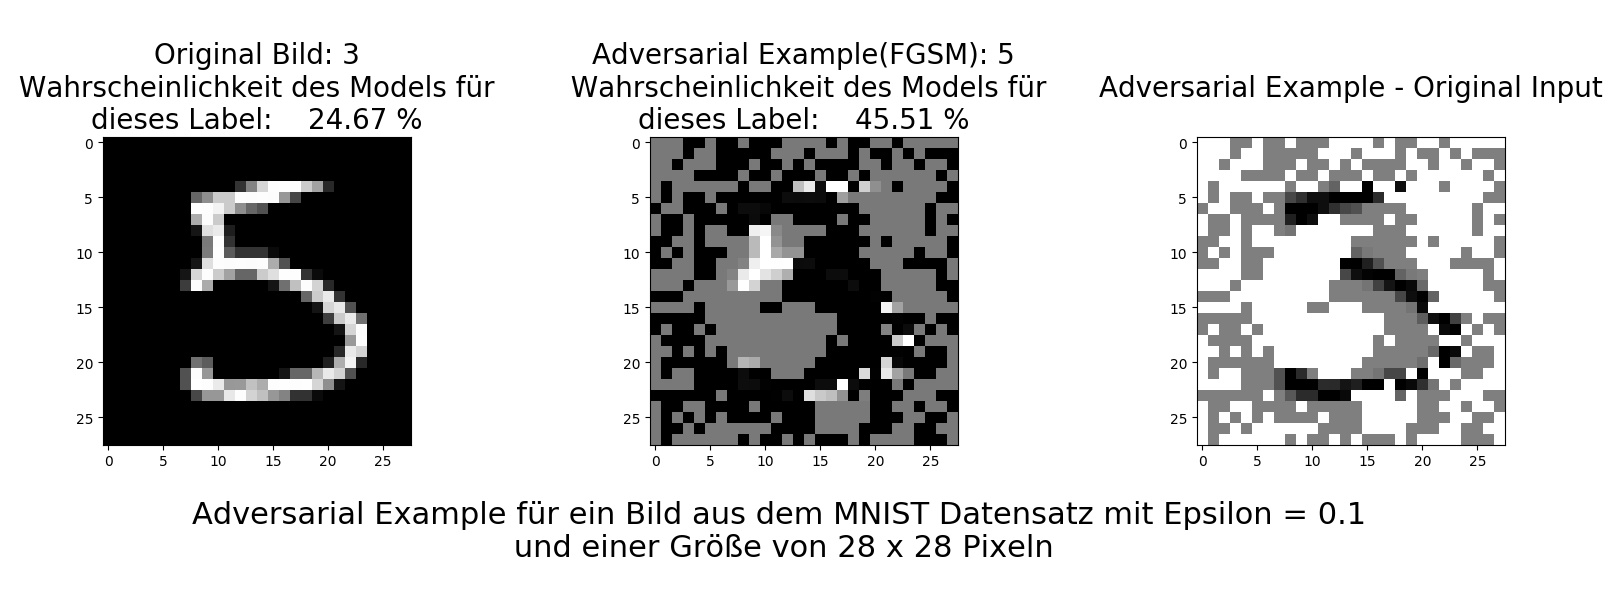 Original Bild: 3
Wahrscheinlichkeit des Models für
dieses Label: 24.67 %
Adversarial Example(FGSM): 5
Wahrscheinlichkeit des Models für
dieses Label: 45.51 %
Adversarial Example - Original Input
0
5
10
15
20
25
0 5 10 15 20 25
0
5
10
15
20
25
0 5 10 15 20 25
0
5
10
15
20
25
0 5 10 15 20 25
Adversarial Example für ein Bild aus dem MNIST Datensatz mit Epsilon = 0.1
und einer Größe von 28 x 28 Pixeln